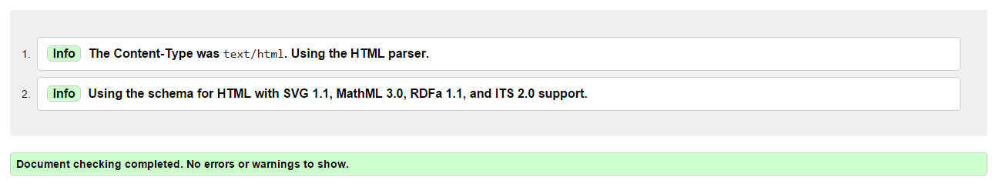 1. Info The Content-Type was text/html. Using the HTML parser.
2. Info Using the schema for HTML with SVG 1.1, MathML 3.0, RDFa 1.1, and ITS 2.0 support.
Document checking completed. No errors or warnings to show.